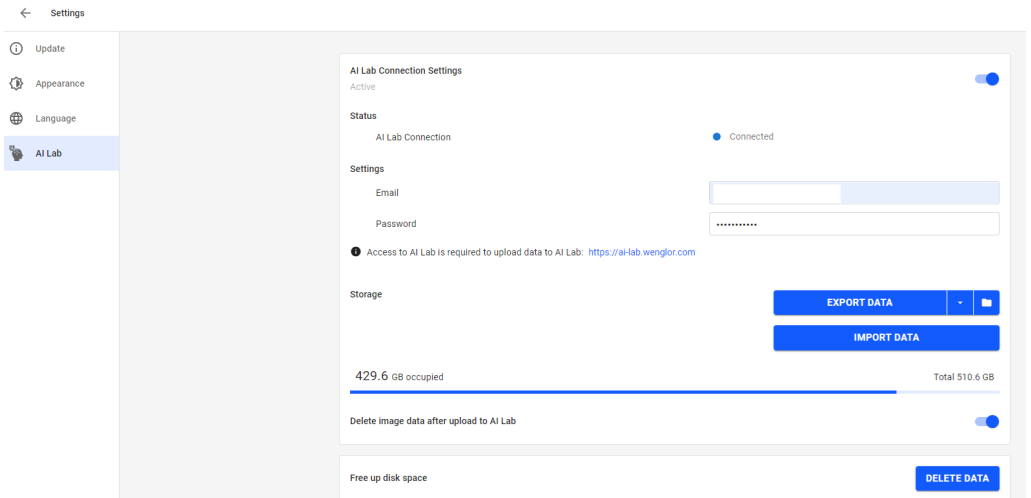 Settings
Update
Appearance
Language
AI Lab
AI Lab Connection Settings
Active
Status
AI Lab Connection
Connected
Settings
Email
Password
•••••••••••
Access to AI Lab is required to upload data to AI Lab: https://ai-lab.wenglor.com
Storage
EXPORT DATA
IMPORT DATA
429.6 GB occupied
Total 510.6 GB
Delete image data after upload to AI Lab
Free up disk space
DELETE DATA